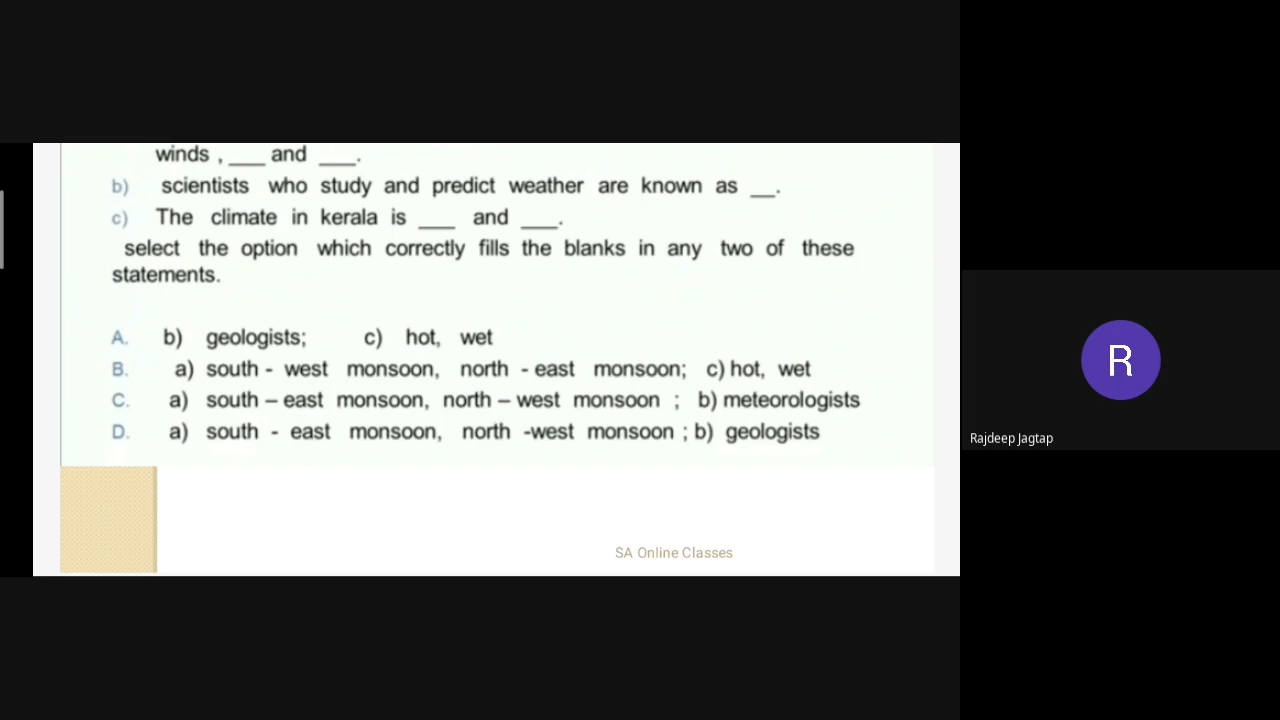 winds , ___ and ___.
b) scientists who study and predict weather are known as __.
c) The climate in kerala is ___ and ___.
select the option which correctly fills the blanks in any two of these
statements.
A. b) geologists; c) hot, wet
B. a) south - west monsoon, north - east monsoon; c) hot, wet
C. a) south – east monsoon, north – west monsoon ; b) meteorologists
D. a) south - east monsoon, north -west monsoon ; b) geologists
SA Online Classes
R
Rajdeep Jagtap